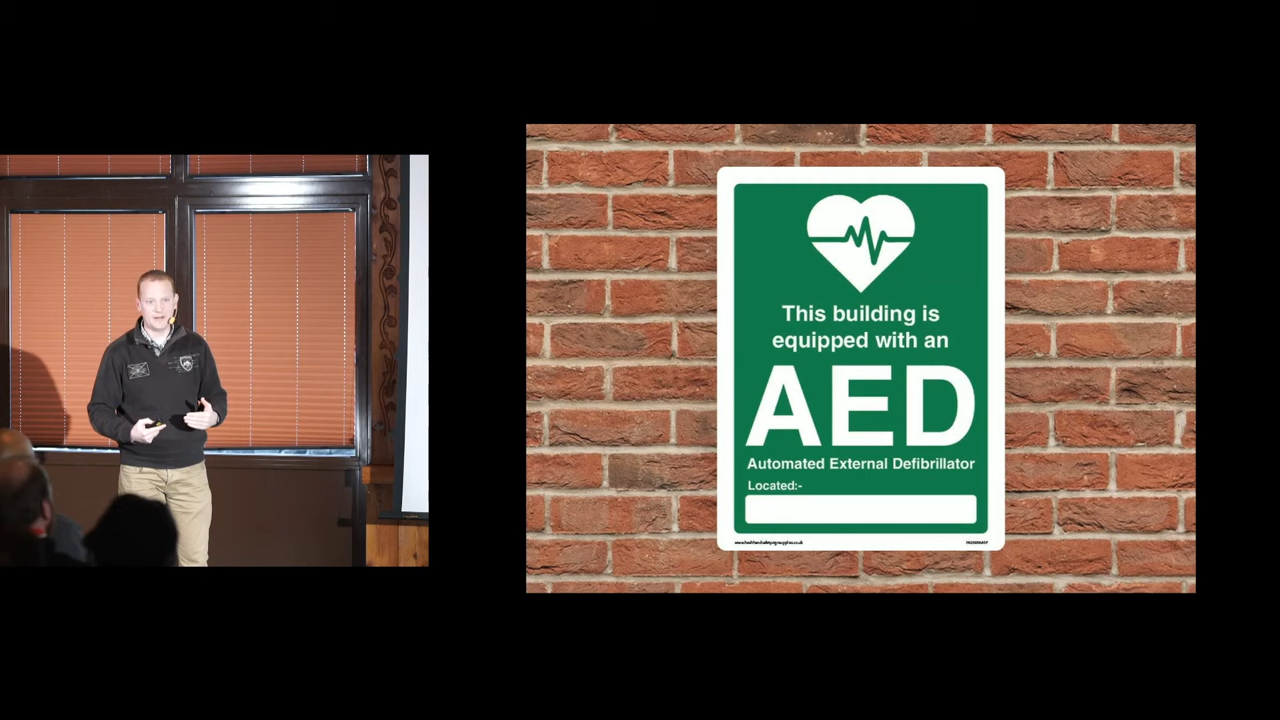 This building is
equipped with an
AED
Automated External Defibrillator
Located:-